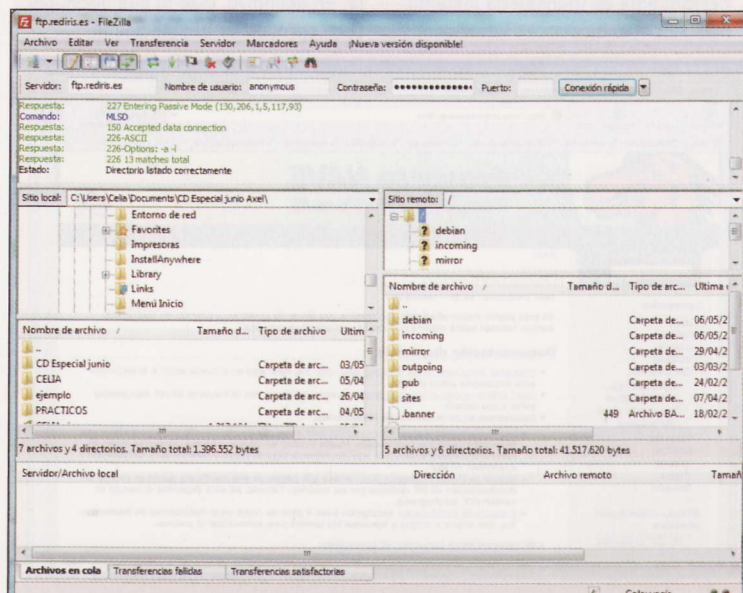 ftp.rediris.es - FileZilla
Archivo Editar Ver Transferencia Servidor Marcadores Ayuda ¡Nueva versión disponible!
Servidor: ftp.rediris.es Nombre de usuario: anonymous Contraseña: ●●●●●●●●●●●●●● Puerto: Conexión rápida
Respuesta: 227 Entering Passive Mode (130,206,1,5,117,93)
Comando: MLSD
Respuesta: 150 Accepted data connection
Respuesta: 226-ASCII
Respuesta: 226-Options: -a -l
Respuesta: 226 13 matches total
Estado: Directorio listado correctamente
Sitio local: C:\Users\Celia\Documents\CD Especial junio Axel\
Entorno de red
Favorites
Impresoras
InstallAnywhere
Library
Links
Menú Inicio
Nombre de archivo / Tamaño d... Tipo de archivo Últim
..
CD Especial junio Carpeta de arc... 03/05
CELIA Carpeta de arc... 05/04
ejemplo Carpeta de arc... 26/04
PRACTICOS Carpeta de arc... 04/05
7 archivos y 4 directorios. Tamaño total: 1.396.552 bytes
Sitio remoto: /
/
debian
incoming
mirror
Nombre de archivo / Tamaño d... Tipo de arc... Última
..
debian Carpeta de... 06/05/2
incoming Carpeta de... 06/05/2
mirror Carpeta de... 29/04/2
outgoing Carpeta de... 03/03/2
pub Carpeta de... 24/02/2
sites Carpeta de... 07/04/2
.banner 449 Archivo BA... 18/02/2
5 archivos y 6 directorios. Tamaño total: 41.517.620 bytes
Servidor/Archivo local Dirección Archivo remoto Tamañ
Archivos en cola Transferencias fallidas Transferencias satisfactorias